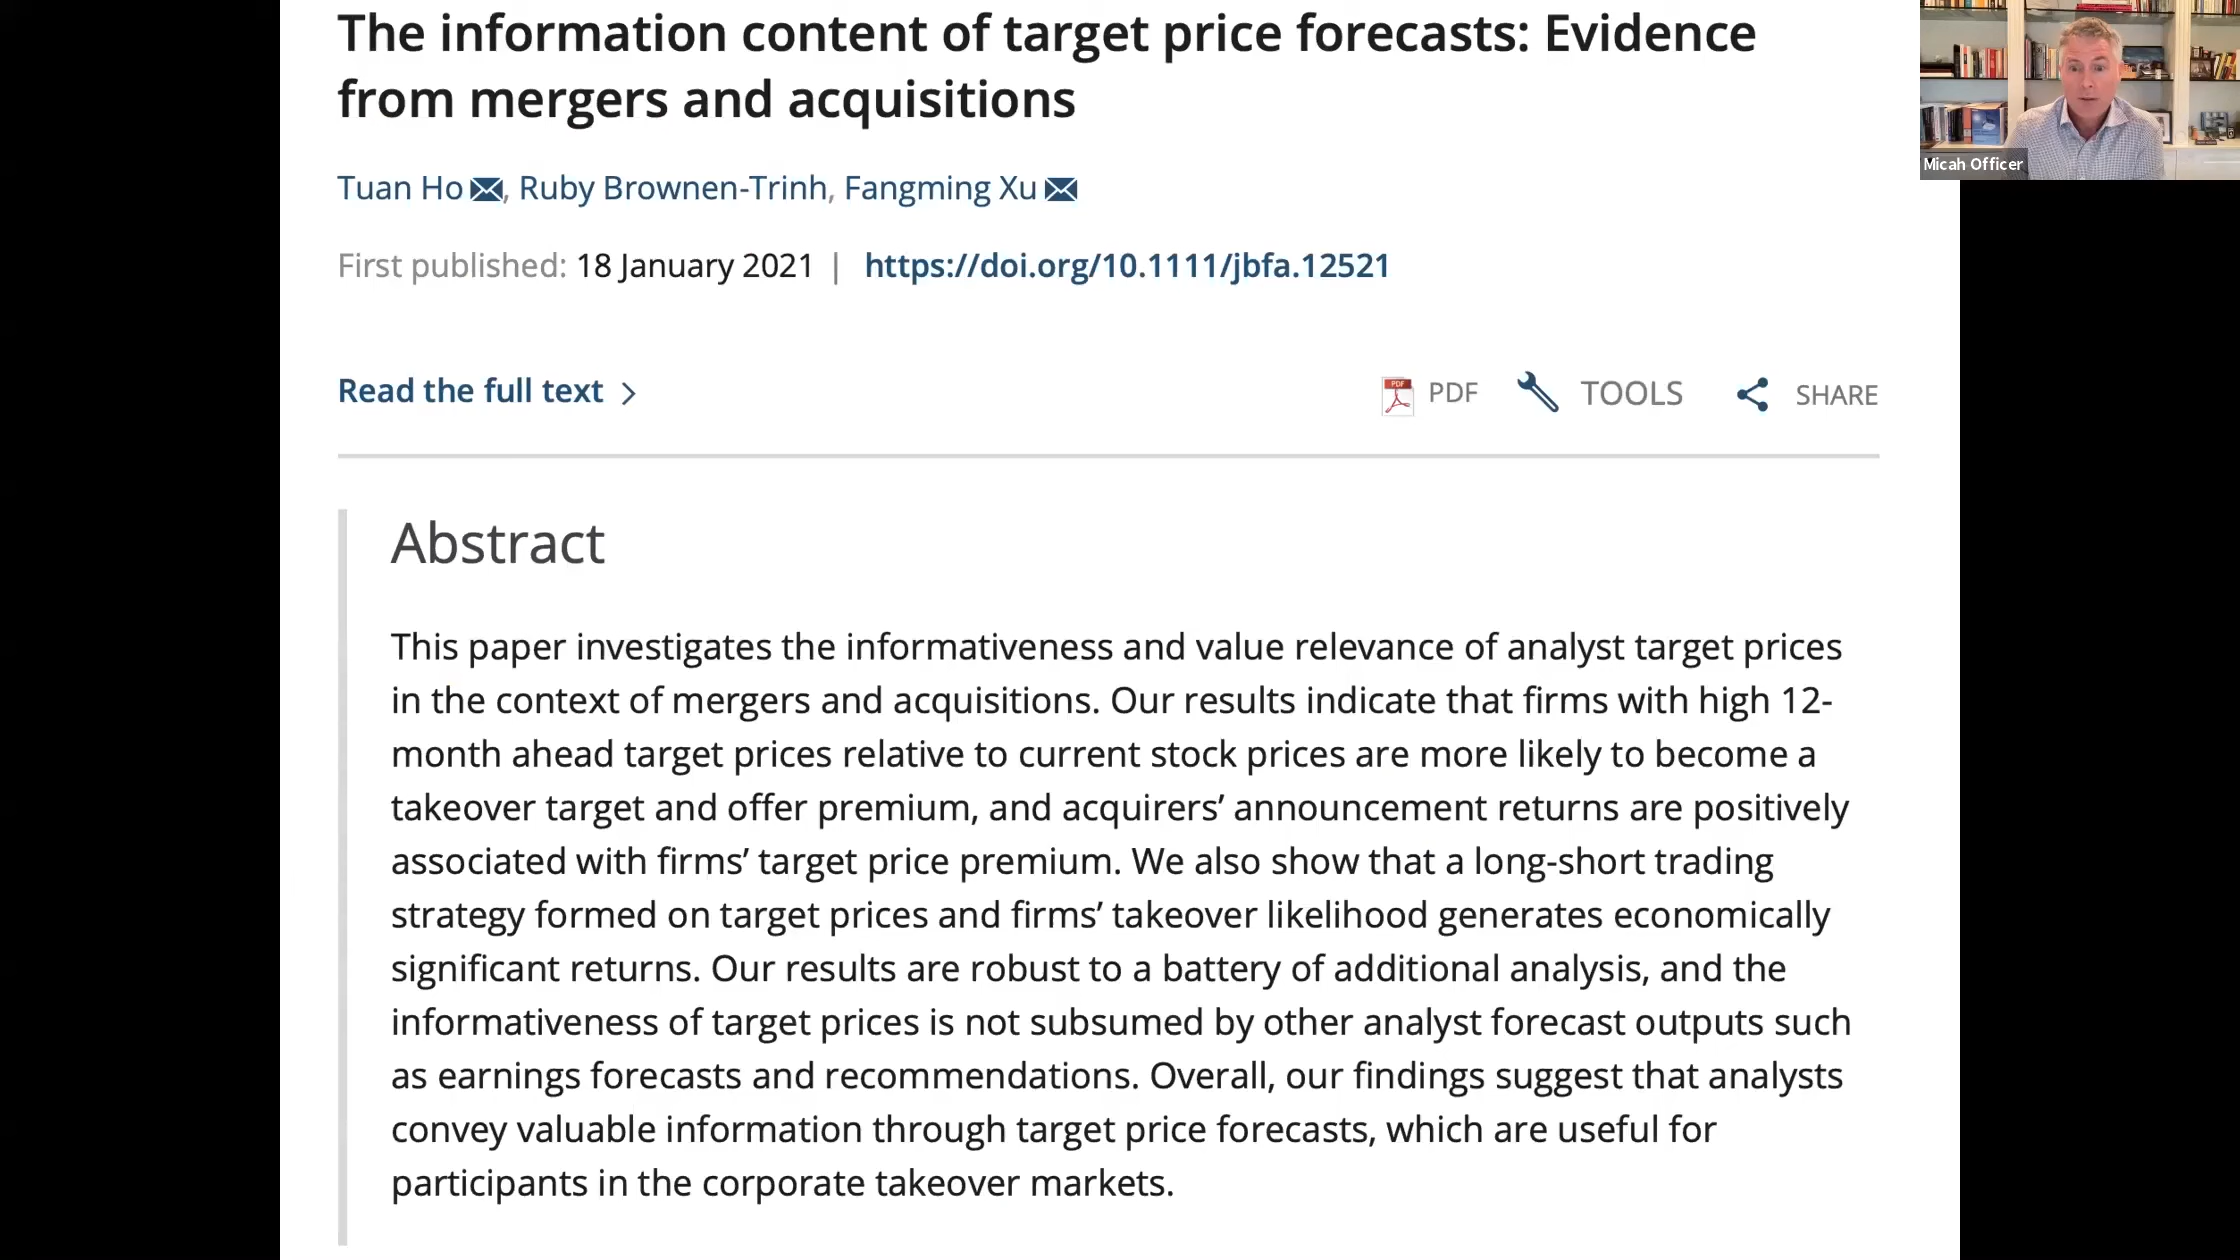 The information content of target price forecasts: Evidence
from mergers and acquisitions
Tuan Ho, Ruby Brownen-Trinh, Fangming Xu
First published: 18 January 2021 | https://doi.org/10.1111/jbfa.12521
Read the full text
PDF TOOLS SHARE
Abstract
This paper investigates the informativeness and value relevance of analyst target prices
in the context of mergers and acquisitions. Our results indicate that firms with high 12-
month ahead target prices relative to current stock prices are more likely to become a
takeover target and offer premium, and acquirers’ announcement returns are positively
associated with firms’ target price premium. We also show that a long-short trading
strategy formed on target prices and firms’ takeover likelihood generates economically
significant returns. Our results are robust to a battery of additional analysis, and the
informativeness of target prices is not subsumed by other analyst forecast outputs such
as earnings forecasts and recommendations. Overall, our findings suggest that analysts
convey valuable information through target price forecasts, which are useful for
participants in the corporate takeover markets.
Micah Officer